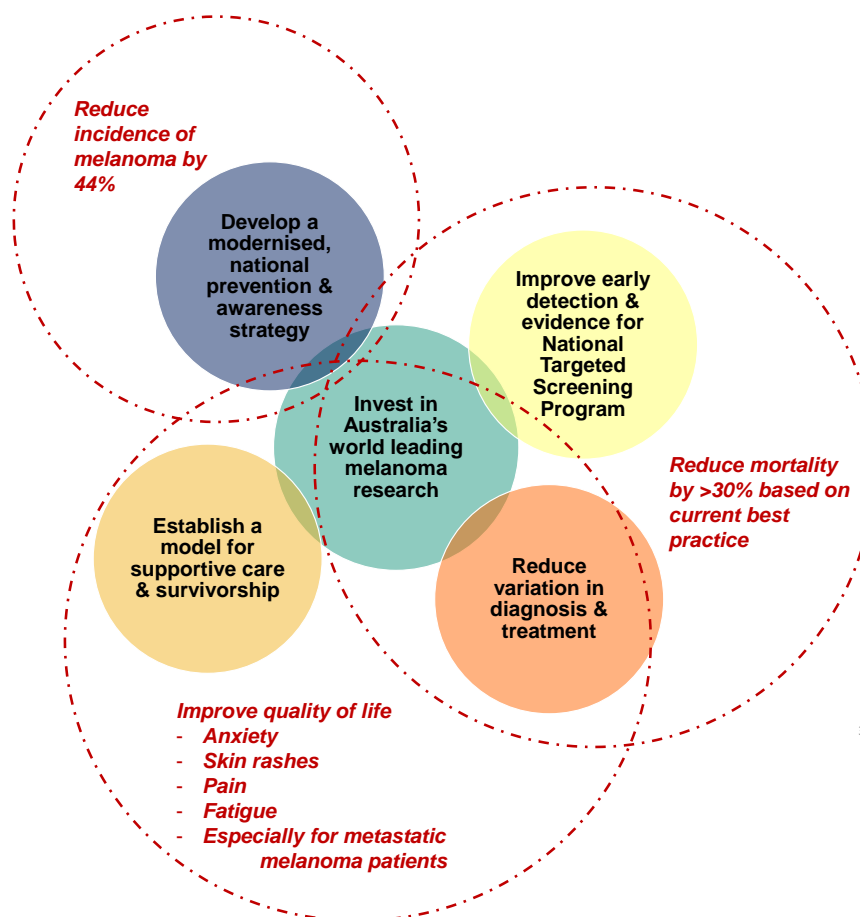 Reduce
incidence of
melanoma by
44%
Develop a
modernised,
national
prevention &
awareness
strategy
Improve early
detection &
evidence for
National
Targeted
Screening
Program
Invest in
Australia's
world leading
melanoma
research
Reduce mortality
by >30% based on
current best
practice
Establish a
model for
supportive care
& survivorship
Reduce
variation in
diagnosis &
treatment
Improve quality of life
- Anxiety
- Skin rashes
- Pain
- Fatigue
- Especially for metastatic
melanoma patients